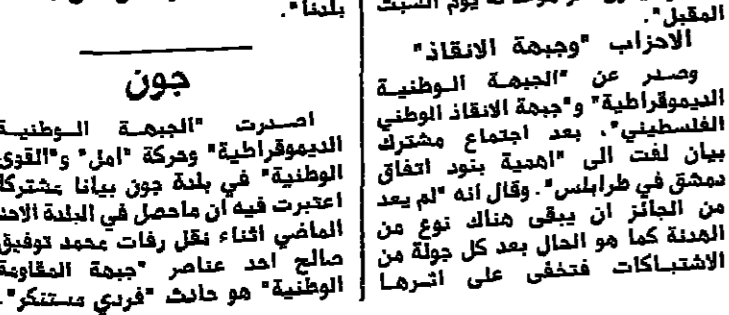 المقبل".
الاحزاب "وجبهة الانقاذ"
وصدر عن "الجبهة الوطنية
الديموقراطية" و"جبهة الانقاذ الوطني
الفلسطيني"، بعد اجتماع مشترك
بيان لفت الى "اهمية بنود اتفاق
دمشق في طرابلس". وقال انه "لم يعد
من الجائز ان يبقى هناك نوع من
الهدنة كما هو الحال بعد كل جولة من
الاشتباكات فتخفى على اثرها
بلدنا".
جون
اصدرت "الجبهة الوطنية
الديموقراطية" وحركة "امل" و"القوى
الوطنية" في بلدة جون بيانا مشتركا
اعتبرت فيه ان ماحصل في البلدة الاحد
الماضي اثناء نقل رفات محمد توفيق
صالح احد عناصر "جبهة المقاومة
الوطنية" هو حادث "فردي مستنكر".